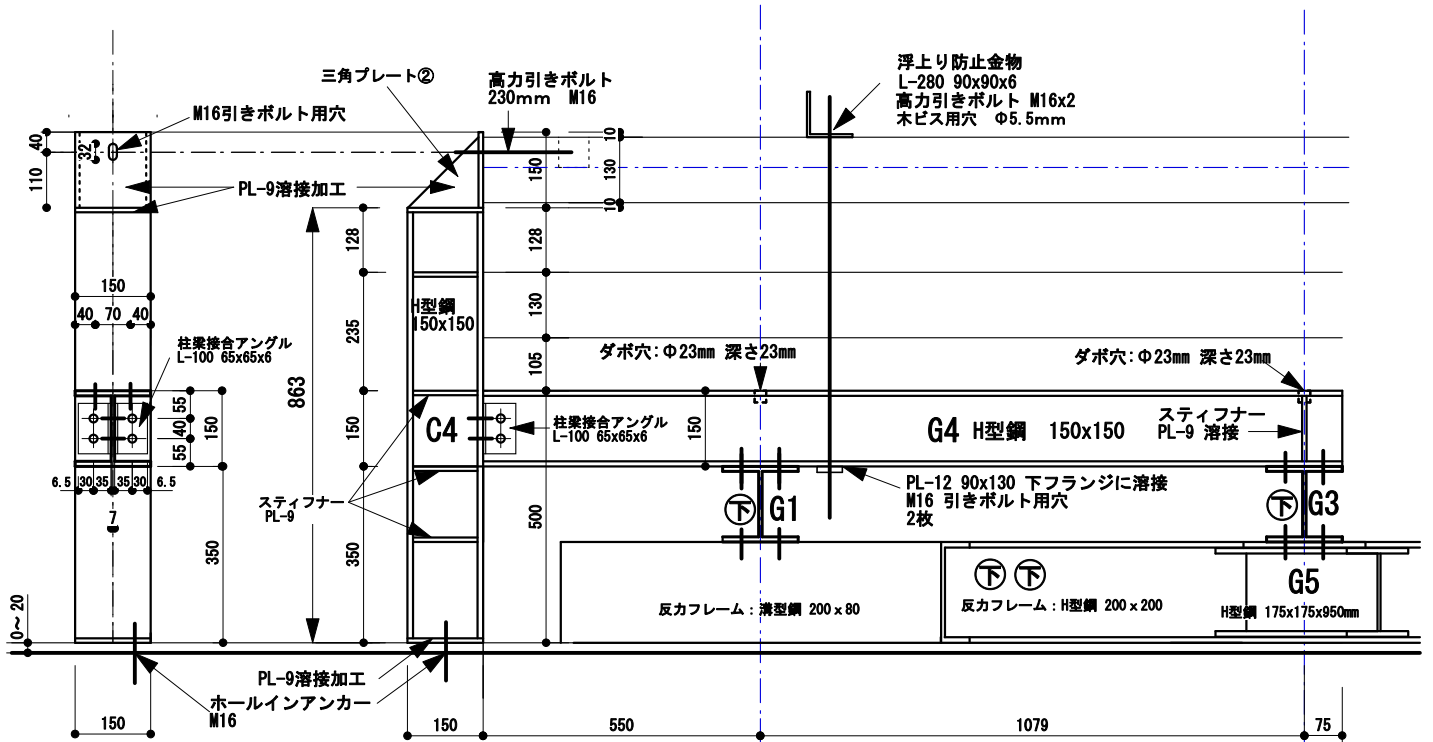 三角プレート②
高力引きボルト
230mm M16
浮上り防止金物
L-280 90x90x6
高力引きボルト M16x2
木ビス用穴 Φ5.5mm
M16引きボルト用穴
40
32
110
PL-9溶接加工
10
150
130
10
128
128
150
40 70 40
H型鋼
150x150
130
235
863
105
柱梁接合アングル
L-100 65x65x6
ダボ穴：Φ23mm 深さ23mm
ダボ穴：Φ23mm 深さ23mm
55
40
55
150
150
C4
柱梁接合アングル
L-100 65x65x6
150
G4 H型鋼 150x150
スティフナー
PL-9 溶接
6.5 30 35 35 30 6.5
7
スティフナー
PL-9
500
350
350
下 G1
PL-12 90x130 下フランジに溶接
M16 引きボルト用穴
2枚
下 G3
下 下
G5
反力フレーム：溝型鋼 200ｘ80
反力フレーム：H型鋼 200ｘ200
H型鋼 175x175x950mm
0～20
PL-9溶接加工
ホールインアンカー
M16
150
150
550
1079
75